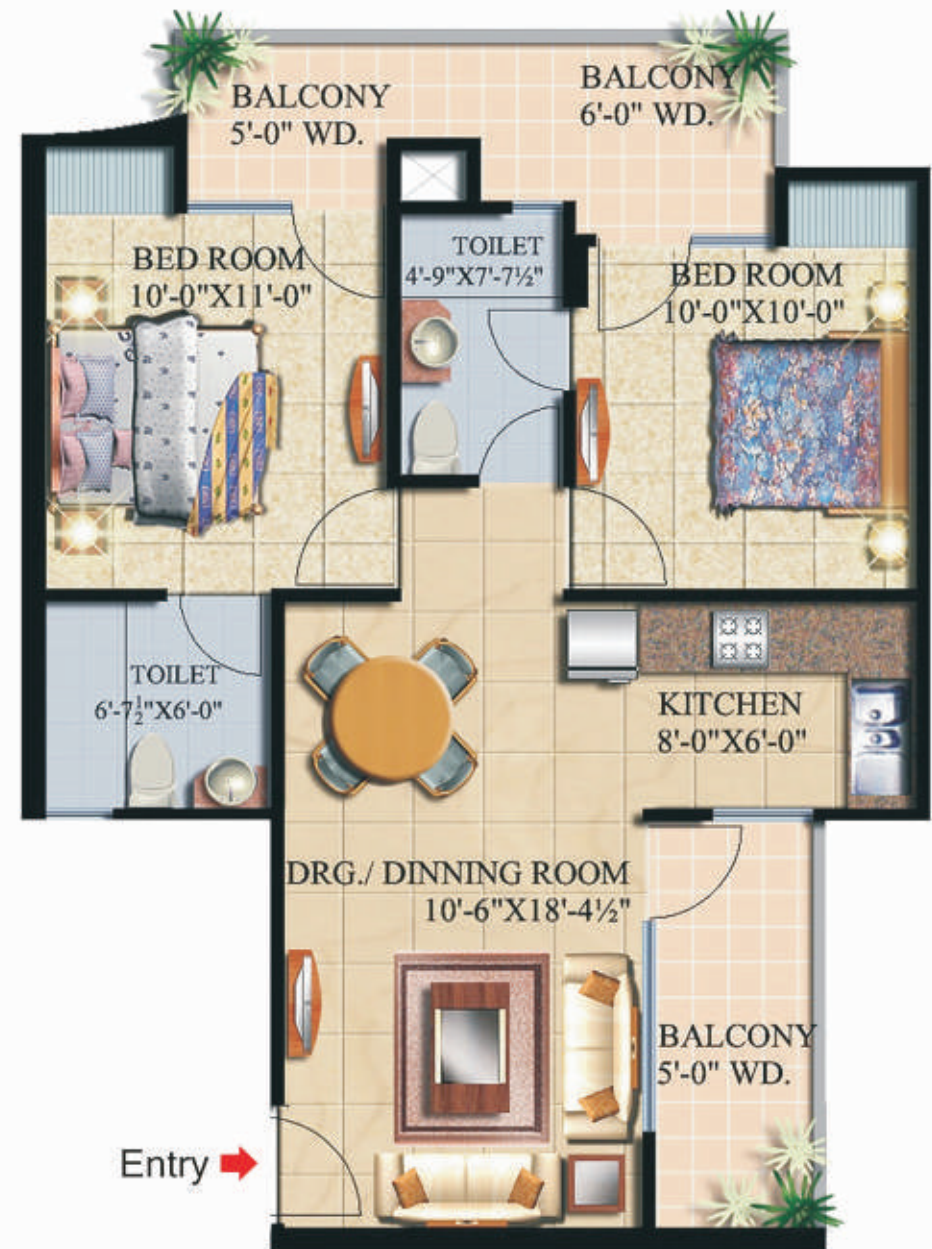 BALCONY
5'-0" WD.
BALCONY
6'-0" WD.
BED ROOM
10'-0"X11'-0"
TOILET
4'-9"X7'-7½"
BED ROOM
10'-0"X10'-0"
TOILET
6'-7½"X6'-0"
KITCHEN
8'-0"X6'-0"
DRG./ DINNING ROOM
10'-6"X18'-4½"
BALCONY
5'-0" WD.
Entry